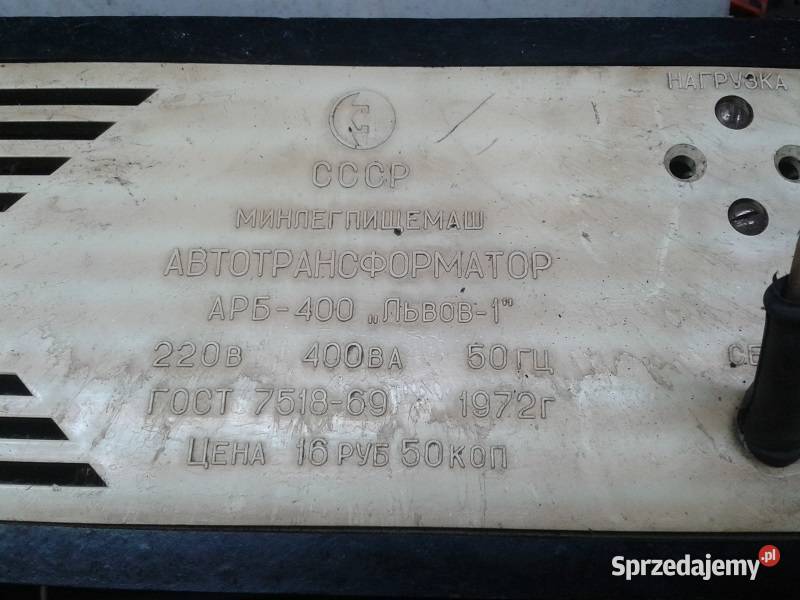 НАГРУЗКА
СССР
МИНЛЕГПИЩЕМАШ
АВТОТРАНСФОРМАТОР
АРБ-400 „Львов-1"
220В 400ВА 50ГЦ
ГОСТ 7518-69 1972г
ЦЕНА 16 РУБ 50 КОП
Sprzedajemy.pl